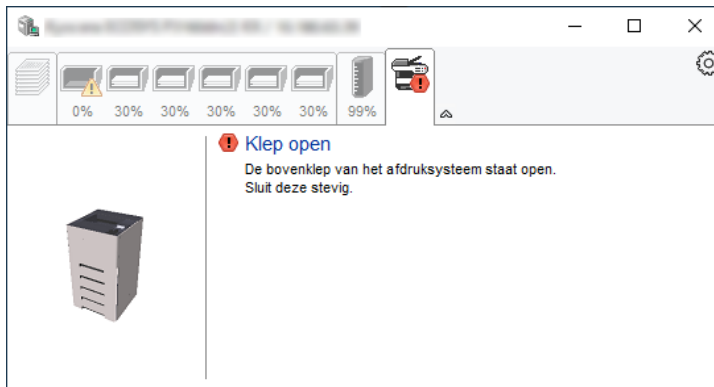 0% 30% 30% 30% 30% 30% 99%
Klep open
De bovenklep van het afdruksysteem staat open.
Sluit deze stevig.